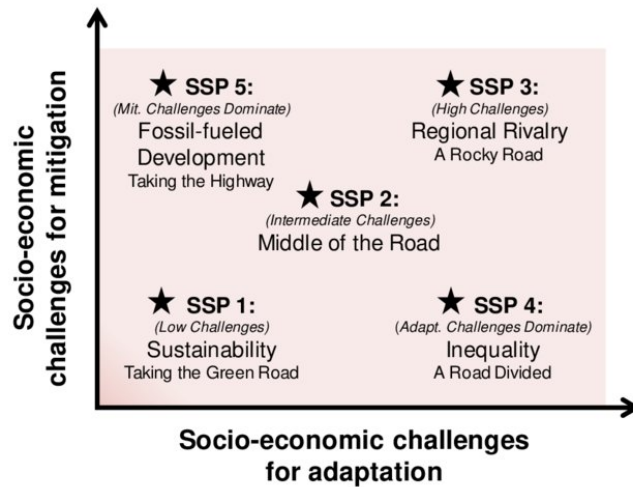 Socio-economic
challenges for mitigation
SSP 5:
(Mit. Challenges Dominate)
Fossil-fueled
Development
Taking the Highway
SSP 3:
(High Challenges)
Regional Rivalry
A Rocky Road
SSP 2:
(Intermediate Challenges)
Middle of the Road
SSP 1:
(Low Challenges)
Sustainability
Taking the Green Road
SSP 4:
(Adapt. Challenges Dominate)
Inequality
A Road Divided
Socio-economic challenges
for adaptation